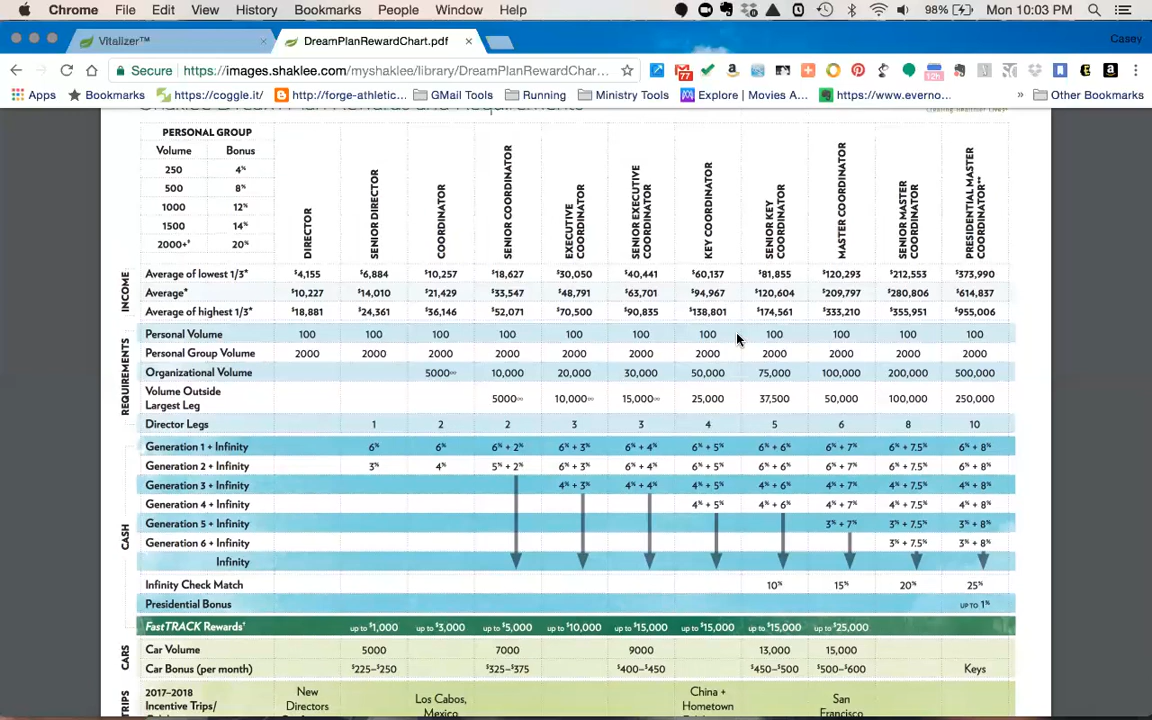 Chrome File Edit View History Bookmarks People Window Help 98% Mon 10:03 PM
Vitalizer™ × DreamPlanRewardChart.pdf × Casey
Secure https://images.shaklee.com/myshaklee/library/DreamPlanRewardChar...
Apps Bookmarks https://coggle.it/ http://forge-athletic... GMail Tools Running Ministry Tools Explore | Movies A... https://www.everno... » Other Bookmarks
PERSONAL GROUP
Volume Bonus
250 4%
500 8%
1000 12%
1500 14%
2000+† 20%
DIRECTOR
SENIOR DIRECTOR
COORDINATOR
SENIOR COORDINATOR
EXECUTIVE COORDINATOR
SENIOR EXECUTIVE COORDINATOR
KEY COORDINATOR
SENIOR KEY COORDINATOR
MASTER COORDINATOR
SENIOR MASTER COORDINATOR
PRESIDENTIAL MASTER COORDINATOR**
INCOME
Average of lowest 1/3* $4,155 $6,884 $10,257 $18,627 $30,050 $40,441 $60,137 $81,855 $120,293 $212,553 $373,990
Average* $10,227 $14,010 $21,429 $33,547 $48,791 $63,701 $94,967 $120,604 $209,797 $280,806 $614,837
Average of highest 1/3* $18,881 $24,361 $36,146 $52,071 $70,500 $90,835 $138,801 $174,561 $333,210 $355,951 $955,006
REQUIREMENTS
Personal Volume 100 100 100 100 100 100 100 100 100 100 100
Personal Group Volume 2000 2000 2000 2000 2000 2000 2000 2000 2000 2000 2000
Organizational Volume 5000 10,000 20,000 30,000 50,000 75,000 100,000 200,000 500,000
Volume Outside
Largest Leg 5000 10,000 15,000 25,000 37,500 50,000 100,000 250,000
Director Legs 1 2 2 3 3 4 5 6 8 10
CASH
Generation 1 + Infinity 6% 6% 6% + 2% 6% + 3% 6% + 4% 6% + 5% 6% + 6% 6% + 7% 6% + 7.5% 6% + 8%
Generation 2 + Infinity 3% 4% 5% + 2% 6% + 3% 6% + 4% 6% + 5% 6% + 6% 6% + 7% 6% + 7.5% 6% + 8%
Generation 3 + Infinity 4% + 3% 4% + 4% 4% + 5% 4% + 6% 4% + 7% 4% + 7.5% 4% + 8%
Generation 4 + Infinity 4% + 5% 4% + 6% 4% + 7% 4% + 7.5% 4% + 8%
Generation 5 + Infinity 3% + 7% 3% + 7.5% 3% + 8%
Generation 6 + Infinity 3% + 7.5% 3% + 8%
Infinity
Infinity Check Match 10% 15% 20% 25%
Presidential Bonus UP TO 1%
FastTRACK Rewards† up to $1,000 up to $3,000 up to $5,000 up to $10,000 up to $15,000 up to $15,000 up to $15,000 up to $25,000
CARS
Car Volume 5000 7000 9000 13,000 15,000
Car Bonus (per month) $225–$250 $325–$375 $400–$450 $450–$500 $500–$600 Keys
TRIPS
2017–2018 New Los Cabos, China + San
Incentive Trips/ Directors Mexico Hometown Francisco